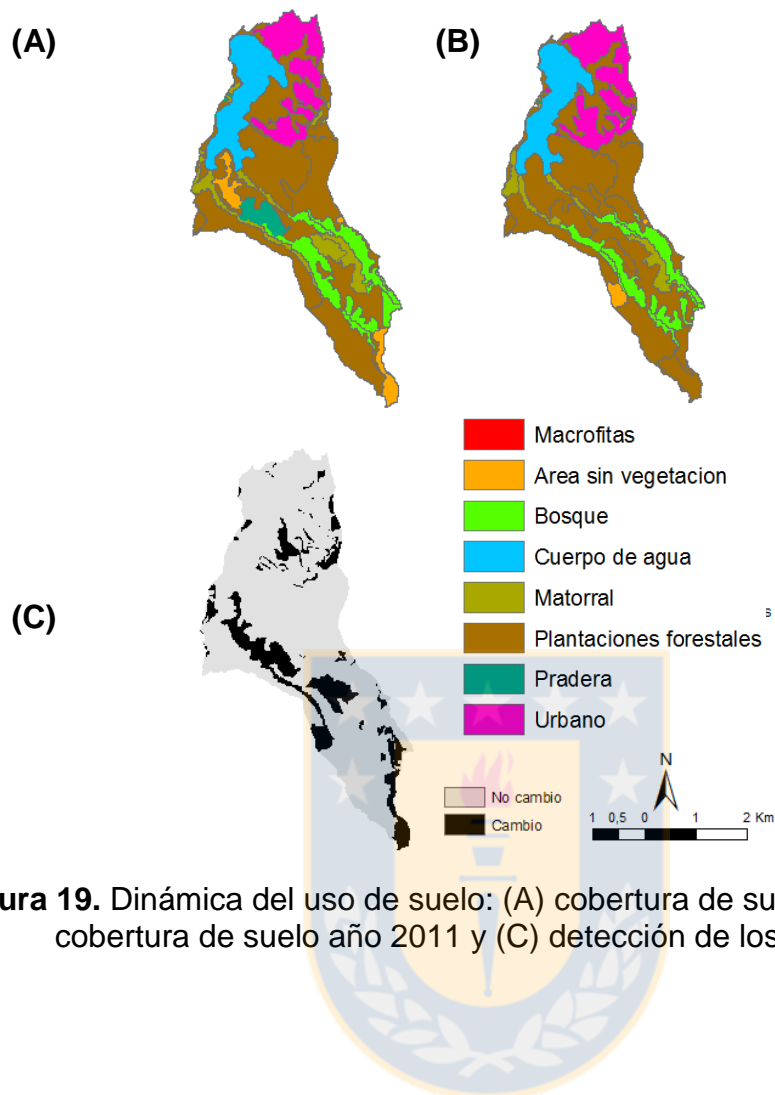 (A)
(B)
Macrofitas
Area sin vegetacion
Bosque
Cuerpo de agua
Matorral
(C)
s
Plantaciones forestales
Pradera
Urbano
N
No cambio
Cambio
1 0,5 0 1 2 Km
ura 19. Dinámica del uso de suelo: (A) cobertura de su
cobertura de suelo año 2011 y (C) detección de los